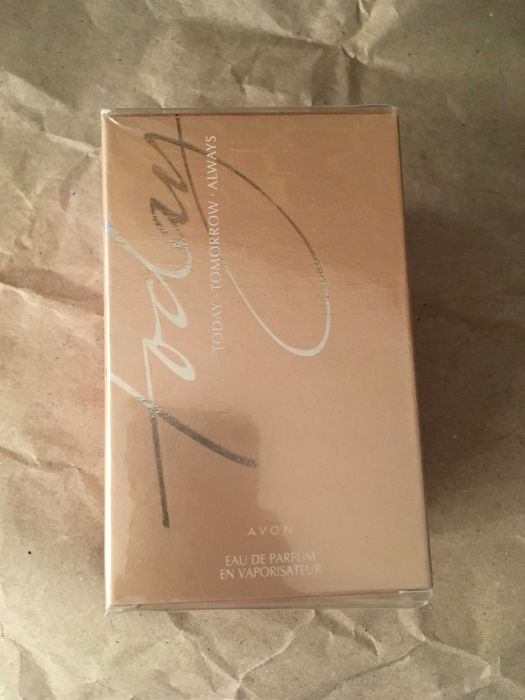 Today
TODAY · TOMORROW · ALWAYS
AVON
EAU DE PARFUM
EN VAPORISATEUR